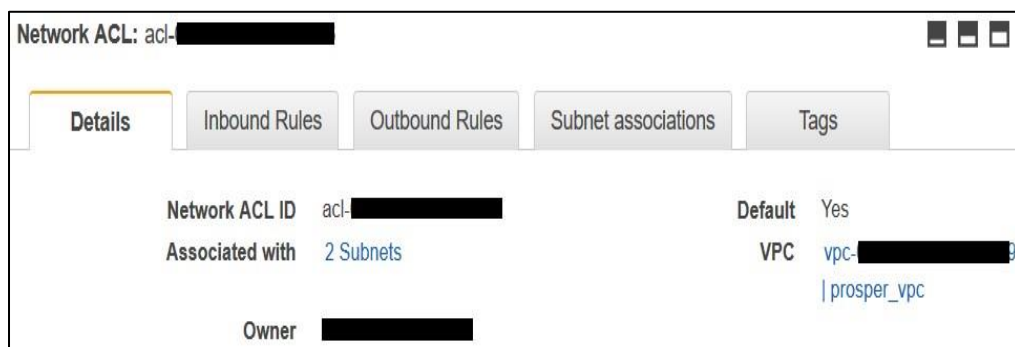 Network ACL: acl-
Details Inbound Rules Outbound Rules Subnet associations Tags
Network ACL ID acl- Default Yes
Associated with 2 Subnets VPC vpc- 9
| prosper_vpc
Owner